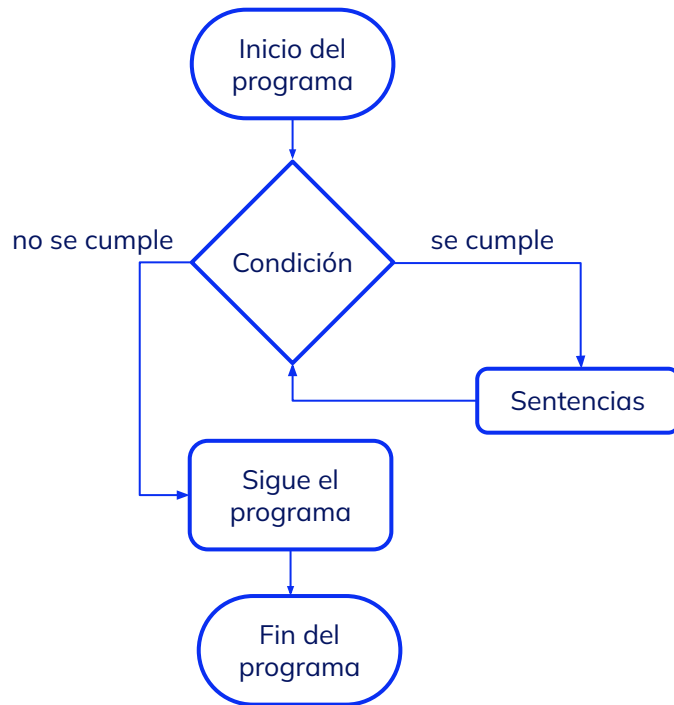 Inicio del
programa
no se cumple
Condición
se cumple
Sentencias
Sigue el
programa
Fin del
programa